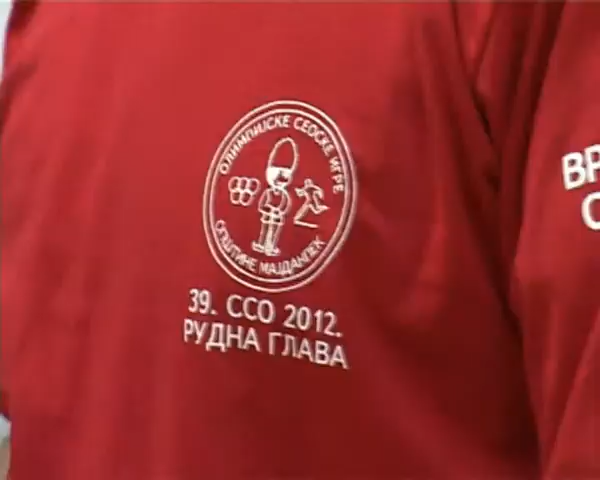 ОЛИМПИЈСКЕ СЕОСКЕ ИГРЕ
ОПШТИНЕ МАЈДАНПЕК
39. ССО 2012.
РУДНА ГЛАВА